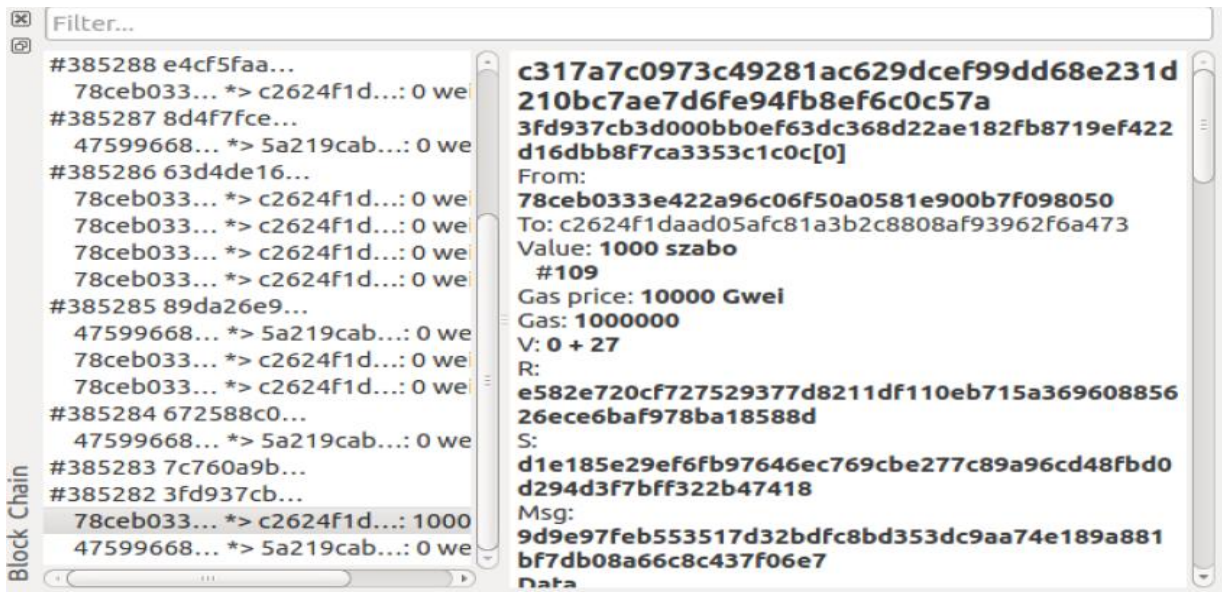 Filter...
#385288 e4cf5faa...
78ceb033... *> c2624f1d...: 0 wei
#385287 8d4f7fce...
47599668... *> 5a219cab...: 0 we
#385286 63d4de16...
78ceb033... *> c2624f1d...: 0 wei
78ceb033... *> c2624f1d...: 0 wei
78ceb033... *> c2624f1d...: 0 wei
78ceb033... *> c2624f1d...: 0 wei
#385285 89da26e9...
47599668... *> 5a219cab...: 0 we
78ceb033... *> c2624f1d...: 0 wei
78ceb033... *> c2624f1d...: 0 wei
#385284 672588c0...
47599668... *> 5a219cab...: 0 we
#385283 7c760a9b...
#385282 3fd937cb...
78ceb033... *> c2624f1d...: 1000
47599668... *> 5a219cab...: 0 we
Block Chain
c317a7c0973c49281ac629dcef99dd68e231d
210bc7ae7d6fe94fb8ef6c0c57a
3fd937cb3d000bb0ef63dc368d22ae182fb8719ef422
d16dbb8f7ca3353c1c0c[0]
From:
78ceb0333e422a96c06f50a0581e900b7f098050
To: c2624f1daad05afc81a3b2c8808af93962f6a473
Value: 1000 szabo
#109
Gas price: 10000 Gwei
Gas: 1000000
V: 0 + 27
R:
e582e720cf727529377d8211df110eb715a369608856
26ece6baf978ba18588d
S:
d1e185e29ef6fb97646ec769cbe277c89a96cd48fbd0
d294d3f7bff322b47418
Msg:
9d9e97feb553517d32bdfc8bd353dc9aa74e189a881
bf7db08a66c8c437f06e7
Data